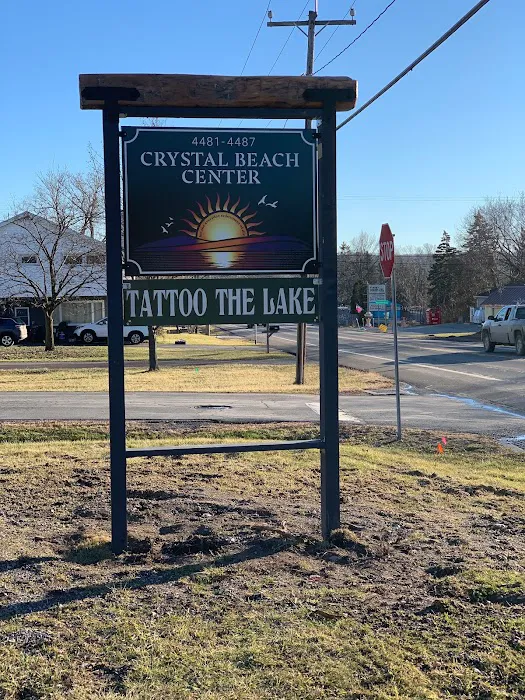 4481-4487
CRYSTAL BEACH
CENTER
TATTOO THE LAKE
STOP